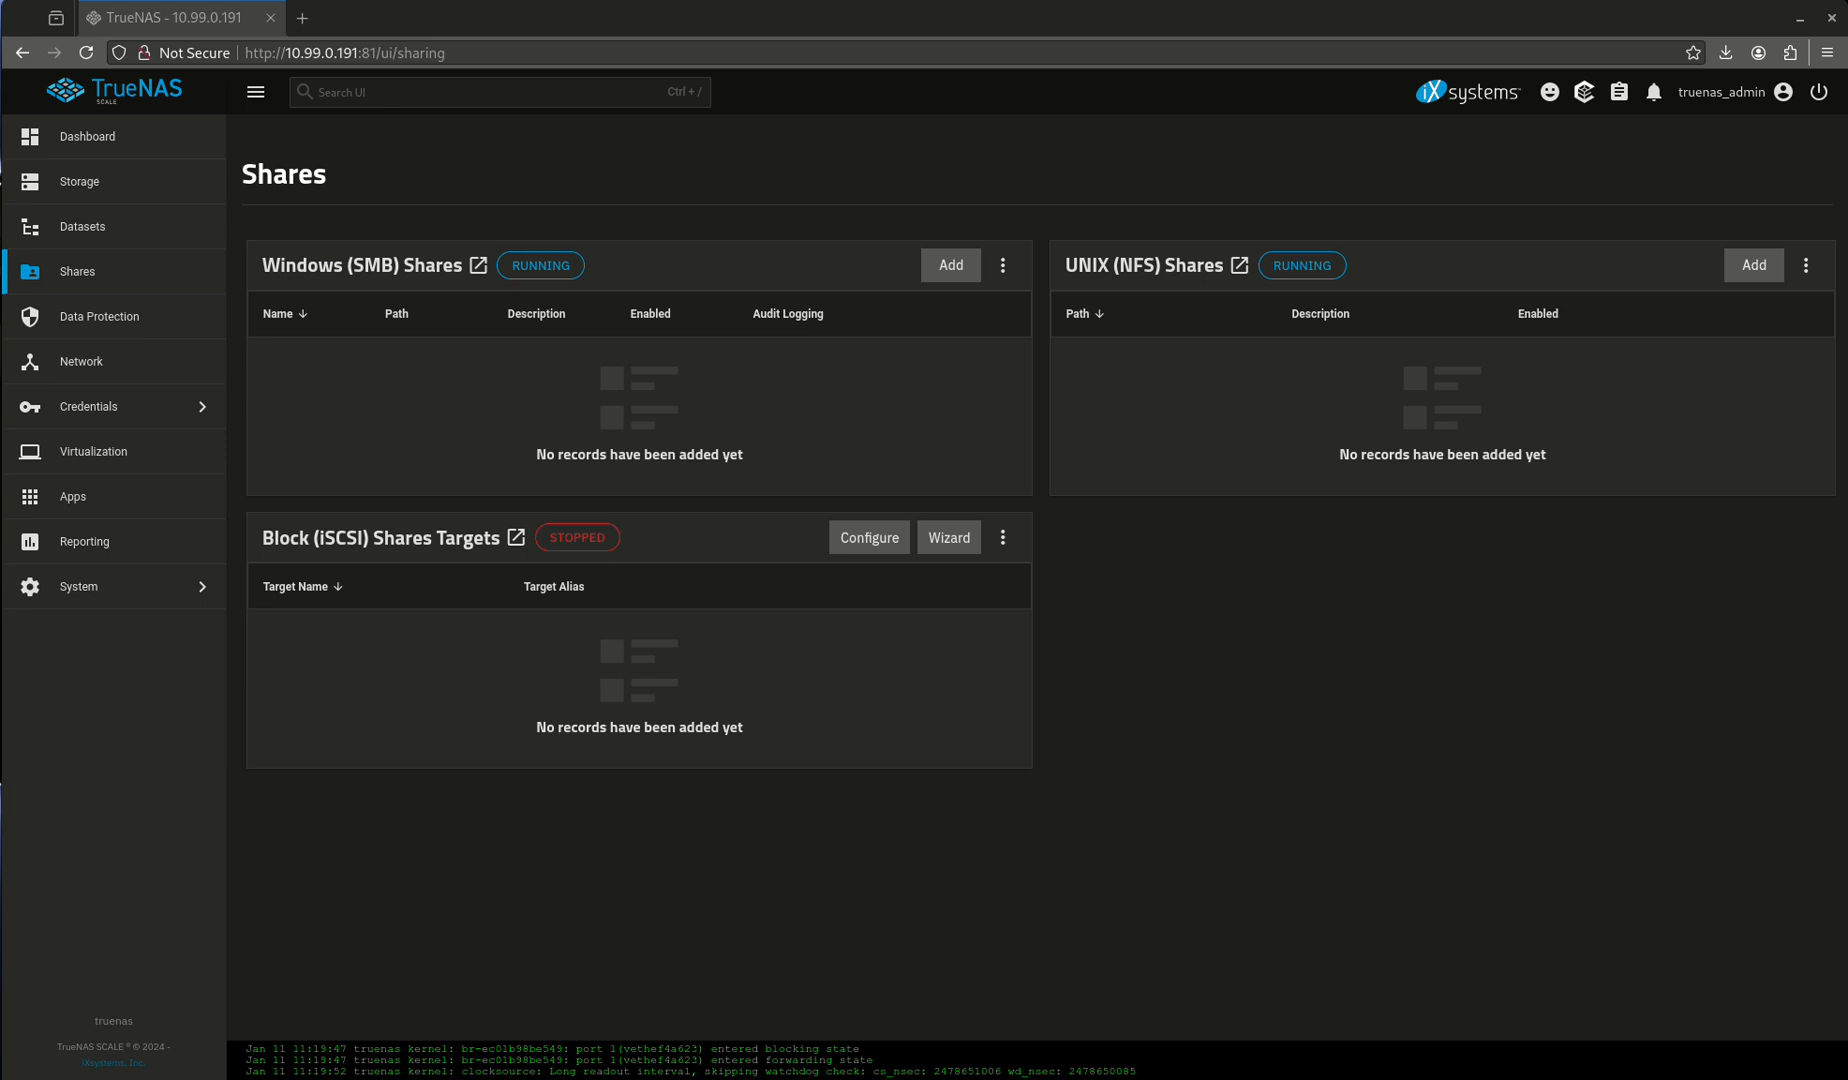 TrueNAS - 10.99.0.191
Not Secure http://10.99.0.191:81/ui/sharing
TrueNAS
SCALE
Search UI
Ctrl + /
iXsystems
truenas_admin
Dashboard
Storage
Datasets
Shares
Data Protection
Network
Credentials
Virtualization
Apps
Reporting
System
truenas
TrueNAS SCALE ® © 2024 -
iXsystems, Inc.
Shares
Windows (SMB) Shares RUNNING Add
Name Path Description Enabled Audit Logging
No records have been added yet
UNIX (NFS) Shares RUNNING Add
Path Description Enabled
No records have been added yet
Block (iSCSI) Shares Targets STOPPED Configure Wizard
Target Name Target Alias
No records have been added yet
Jan 11 11:19:47 truenas kernel: br-ec01b98be549: port 1(vethef4a623) entered blocking state
Jan 11 11:19:47 truenas kernel: br-ec01b98be549: port 1(vethef4a623) entered forwarding state
Jan 11 11:19:52 truenas kernel: clocksource: Long readout interval, skipping watchdog check: cs_nsec: 2478651006 wd_nsec: 2478650085